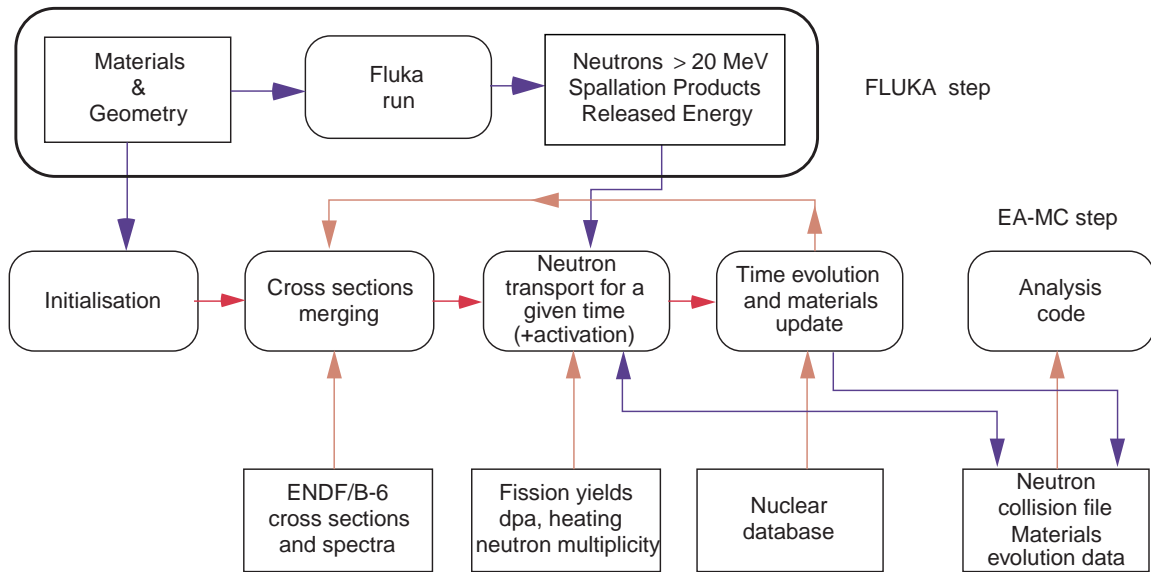 Materials
&
Geometry
Fluka
run
Neutrons > 20 MeV
Spallation Products
Released Energy
FLUKA step
EA-MC step
Initialisation
Cross sections
merging
Neutron
transport for a
given time
(+activation)
Time evolution
and materials
update
Analysis
code
ENDF/B-6
cross sections
and spectra
Fission yields
dpa, heating
neutron multiplicity
Nuclear
database
Neutron
collision file
Materials
evolution data